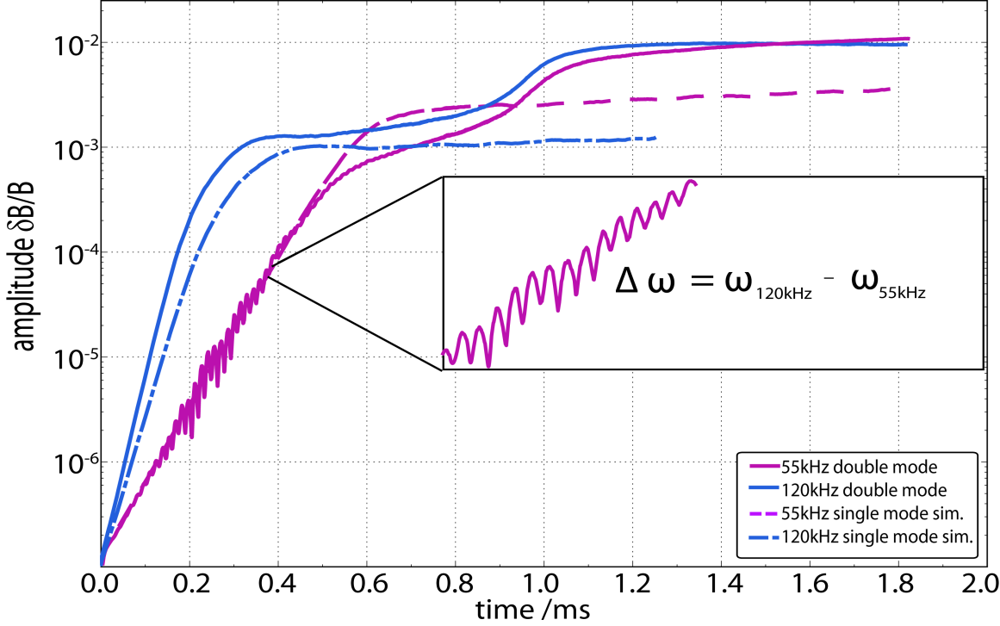 10-2
10-3
10-4
10-5
10-6
amplitude δB/B
Δ ω = ω120kHz - ω55kHz
55kHz double mode
120kHz double mode
55kHz single mode sim.
120kHz single mode sim.
0.0 0.2 0.4 0.6 0.8 1.0 1.2 1.4 1.6 1.8 2.0
time /ms